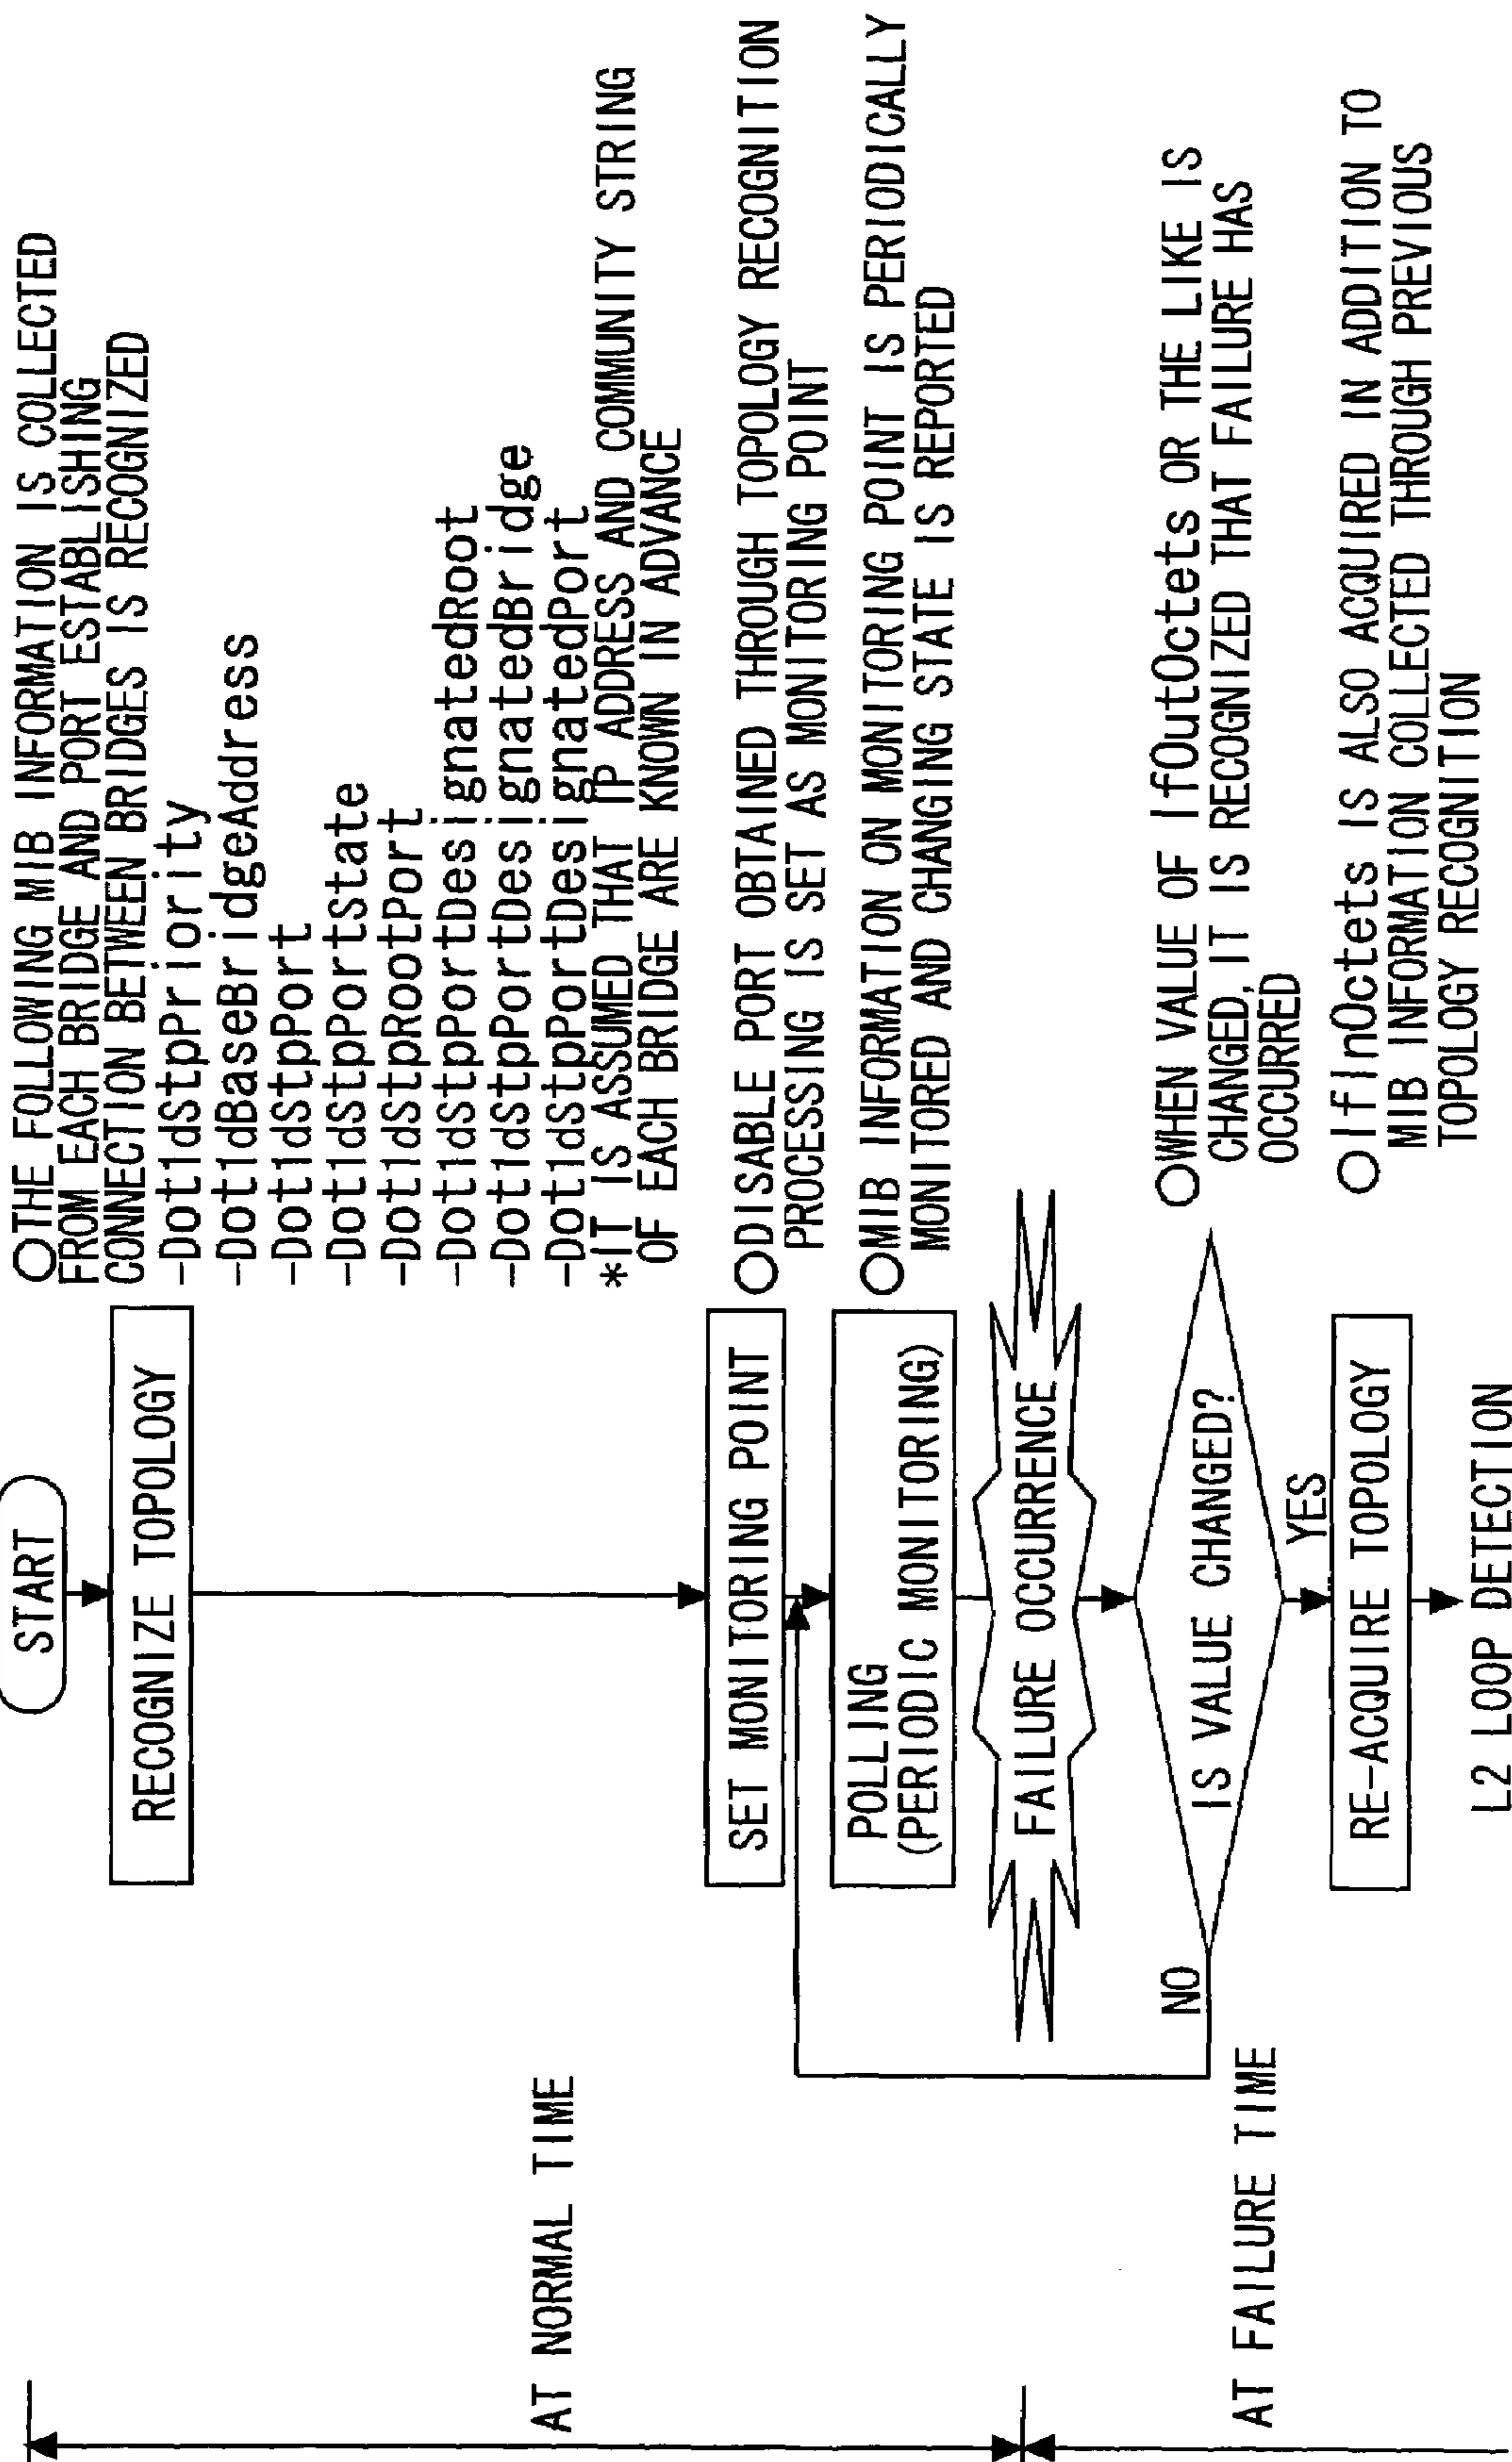 START
RECOGNIZE TOPOLOGY
○THE FOLLOWING MIB INFORMATION IS COLLECTED
FROM EACH BRIDGE AND PORT ESTABLISHING
CONNECTION BETWEEN BRIDGES IS RECOGNIZED
-Dot1dStpPriority
-Dot1dBaseBridgeAddress
-Dot1dStpPort
-Dot1dStpPortState
-Dot1dStpRootPort
-Dot1dStpPortDesignatedRoot
-Dot1dStpPortDesignatedBridge
-Dot1dStpPortDesignatedPort
*IT IS ASSUMED THAT IP ADDRESS AND COMMUNITY STRING
OF EACH BRIDGE ARE KNOWN IN ADVANCE
AT NORMAL TIME
SET MONITORING POINT
○DISABLE PORT OBTAINED THROUGH TOPOLOGY RECOGNITION
PROCESSING IS SET AS MONITORING POINT
POLLING
(PERIODIC MONITORING)
○MIB INFORMATION ON MONITORING POINT IS PERIODICALLY
MONITORED AND CHANGING STATE IS REPORTED
FAILURE OCCURRENCE
AT FAILURE TIME
IS VALUE CHANGED?
NO
YES
○WHEN VALUE OF IfOutOctets OR THE LIKE IS
CHANGED, IT IS RECOGNIZED THAT FAILURE HAS
OCCURRED
RE-ACQUIRE TOPOLOGY
○IfInOctets IS ALSO ACQUIRED IN ADDITION TO
MIB INFORMATION COLLECTED THROUGH PREVIOUS
TOPOLOGY RECOGNITION
L2 LOOP DETECTION